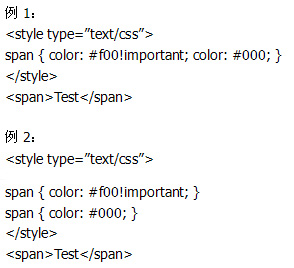 例 1：
<style type=”text/css”>
span { color: #f00!important; color: #000; }
</style>
<span>Test</span>
例 2：
<style type=”text/css”>
span { color: #f00!important; }
span { color: #000; }
</style>
<span>Test</span>